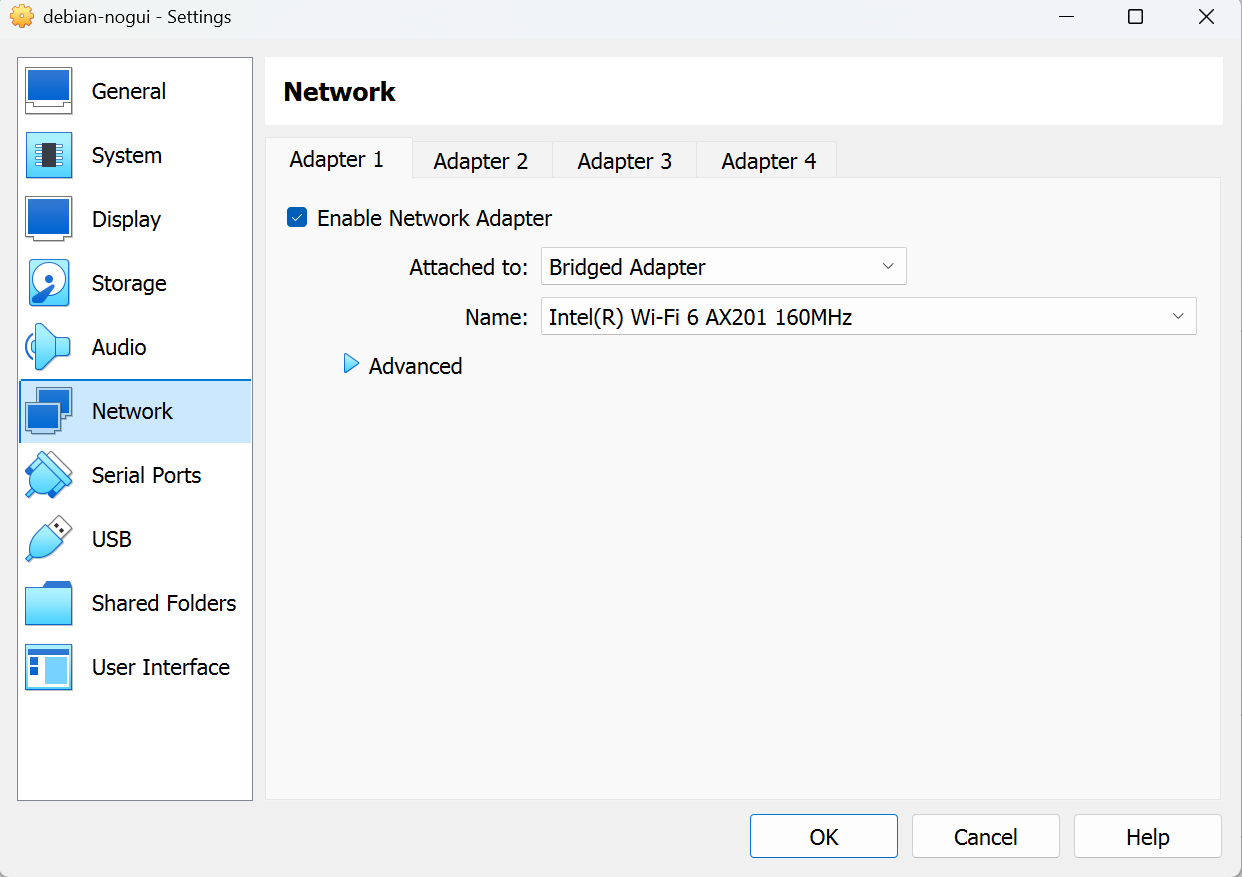 debian-nogui - Settings
General
System
Display
Storage
Audio
Network
Serial Ports
USB
Shared Folders
User Interface
Network
Adapter 1 Adapter 2 Adapter 3 Adapter 4
Enable Network Adapter
Attached to: Bridged Adapter
Name: Intel(R) Wi-Fi 6 AX201 160MHz
Advanced
OK Cancel Help